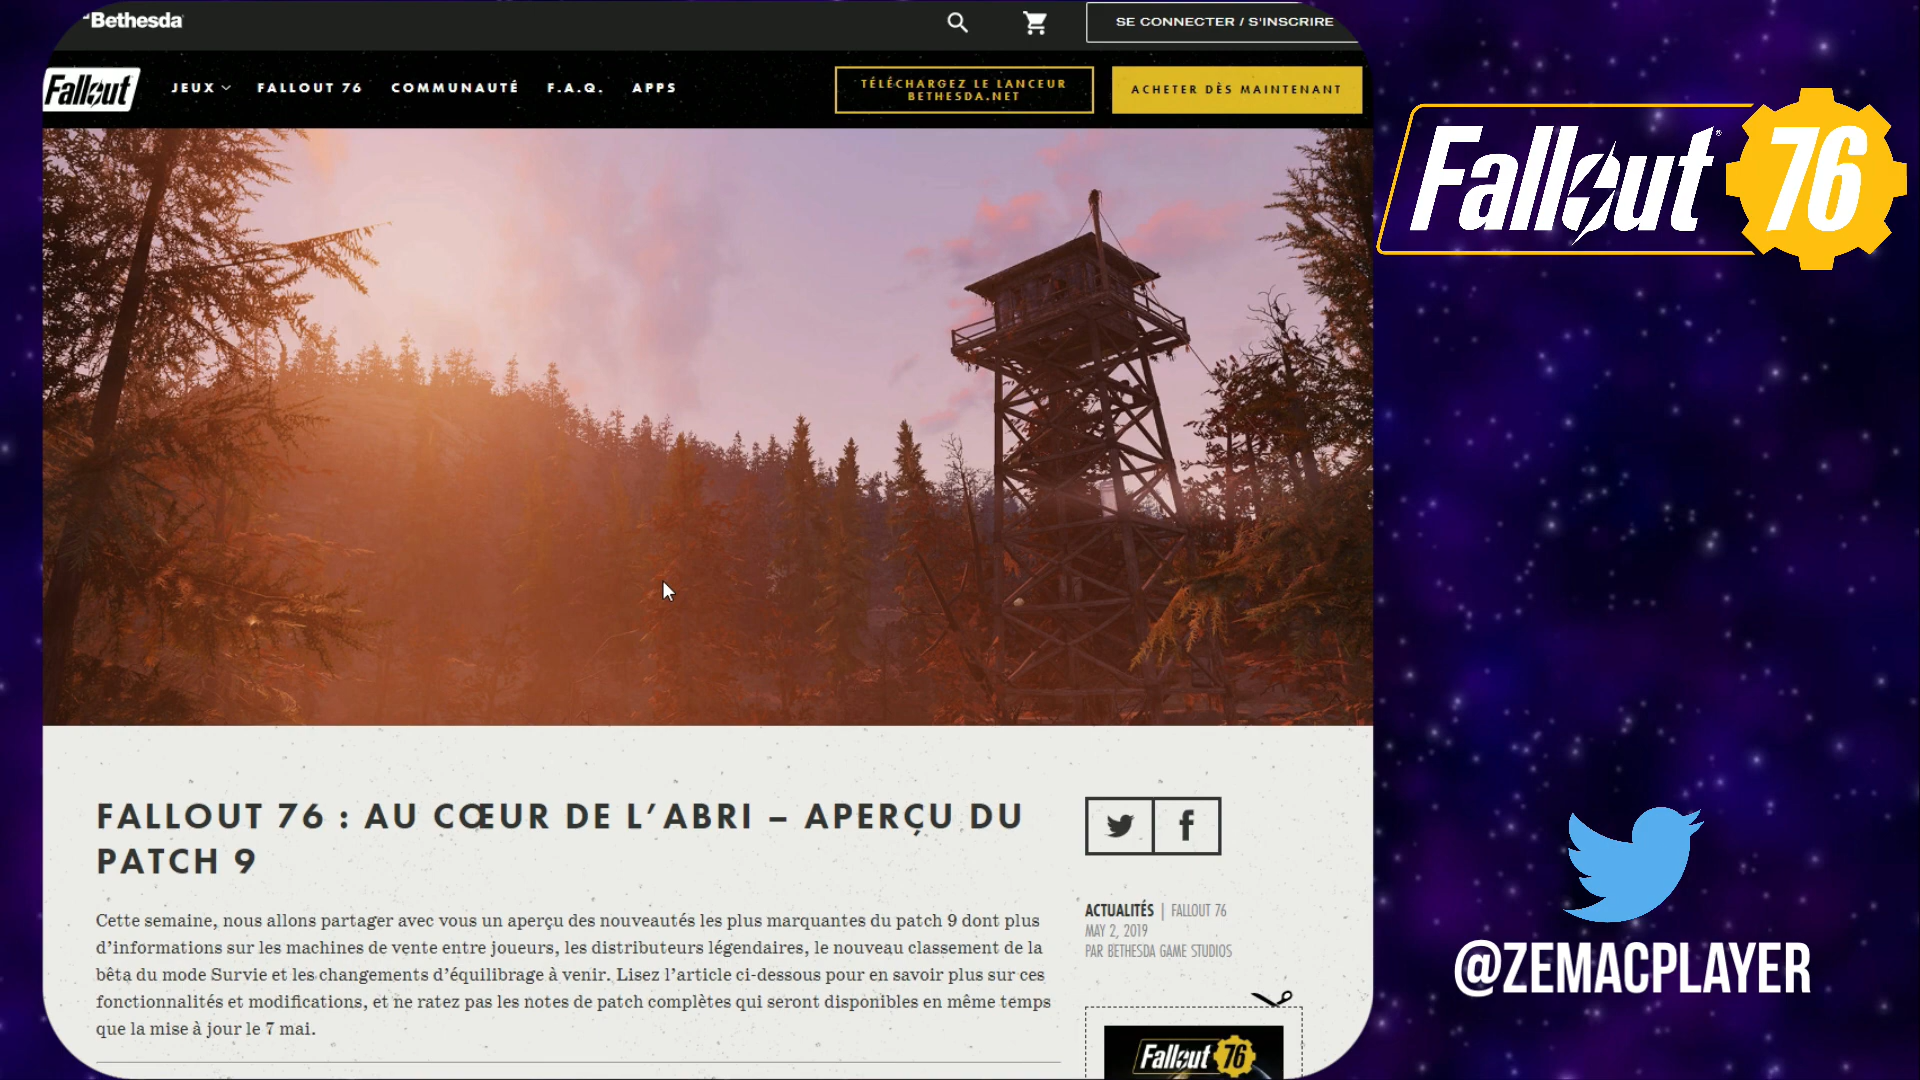 Bethesda
SE CONNECTER / S'INSCRIRE
Fallout
JEUX
FALLOUT 76
COMMUNAUTÉ
F.A.Q.
APPS
TÉLÉCHARGEZ LE LANCEUR
BETHESDA.NET
ACHETER DÈS MAINTENANT
Fallout 76
FALLOUT 76 : AU CŒUR DE L’ABRI – APERÇU DU
PATCH 9
Cette semaine, nous allons partager avec vous un aperçu des nouveautés les plus marquantes du patch 9 dont plus
d’informations sur les machines de vente entre joueurs, les distributeurs légendaires, le nouveau classement de la
bêta du mode Survie et les changements d’équilibrage à venir. Lisez l’article ci-dessous pour en savoir plus sur ces
fonctionnalités et modifications, et ne ratez pas les notes de patch complètes qui seront disponibles en même temps
que la mise à jour le 7 mai.
ACTUALITÉS | FALLOUT 76
MAY 2, 2019
PAR BETHESDA GAME STUDIOS
Fallout 76
@ZEMACPLAYER